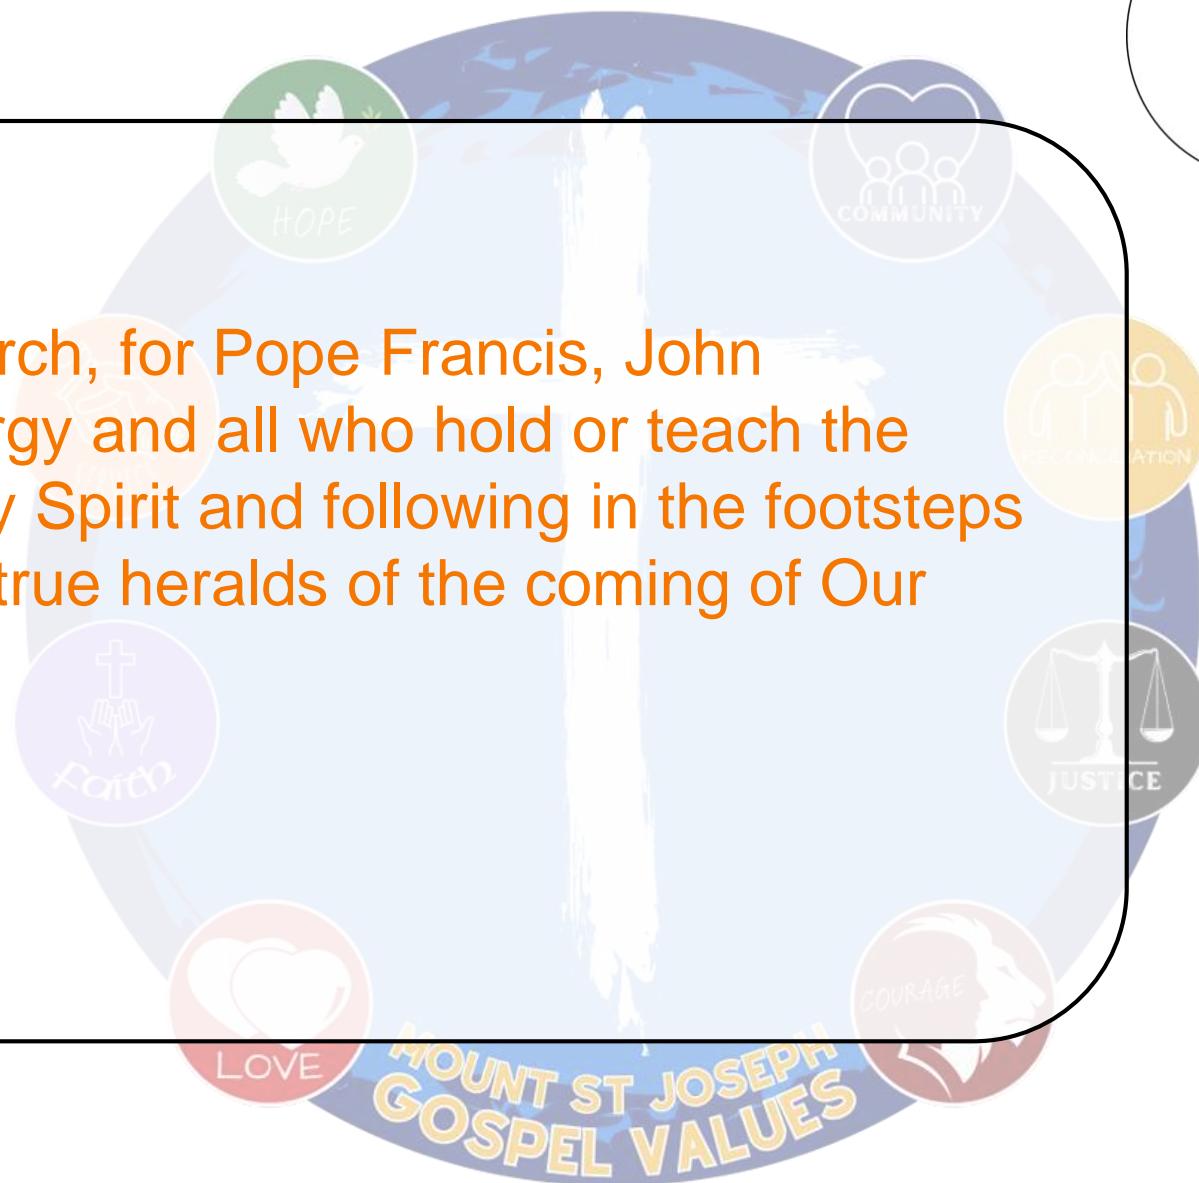 HOPE
COMMUNITY
rch, for Pope Francis, John
rgy and all who hold or teach the
RECONCILIATION
y Spirit and following in the footsteps
true heralds of the coming of Our
Faith
JUSTICE
COURAGE
LOVE
MOUNT ST JOSEPH
GOSPEL VALUES